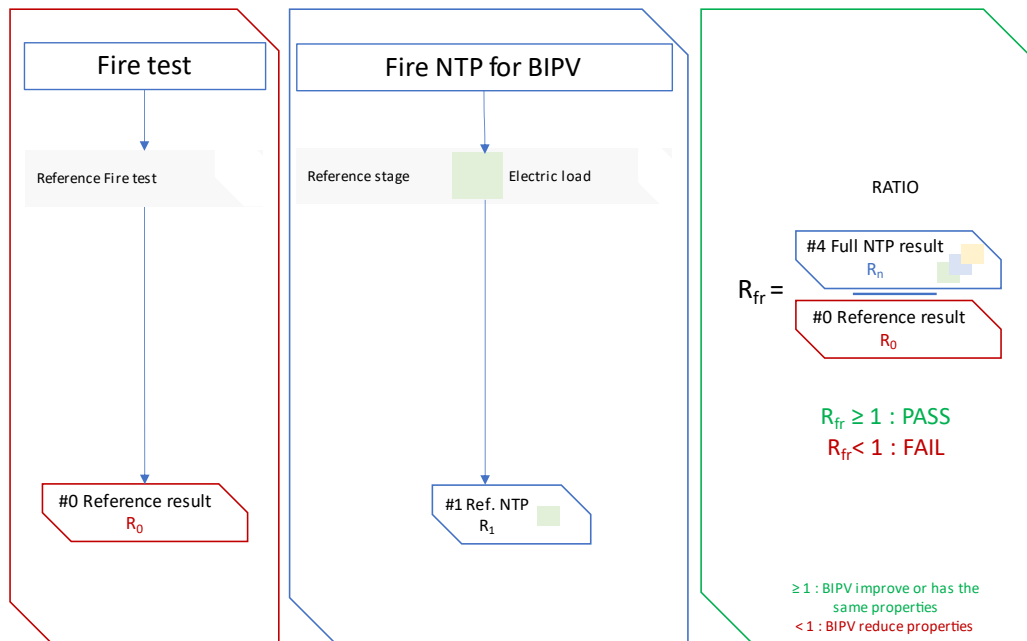 Fire test
Reference Fire test
#0 Reference result
R0
Fire NTP for BIPV
Reference stage
Electric load
#1 Ref. NTP
R1
RATIO
#4 Full NTP result
Rn
Rfr =
#0 Reference result
R0
Rfr ≥ 1 : PASS
Rfr < 1 : FAIL
≥ 1 : BIPV improve or has the
same properties
< 1 : BIPV reduce properties